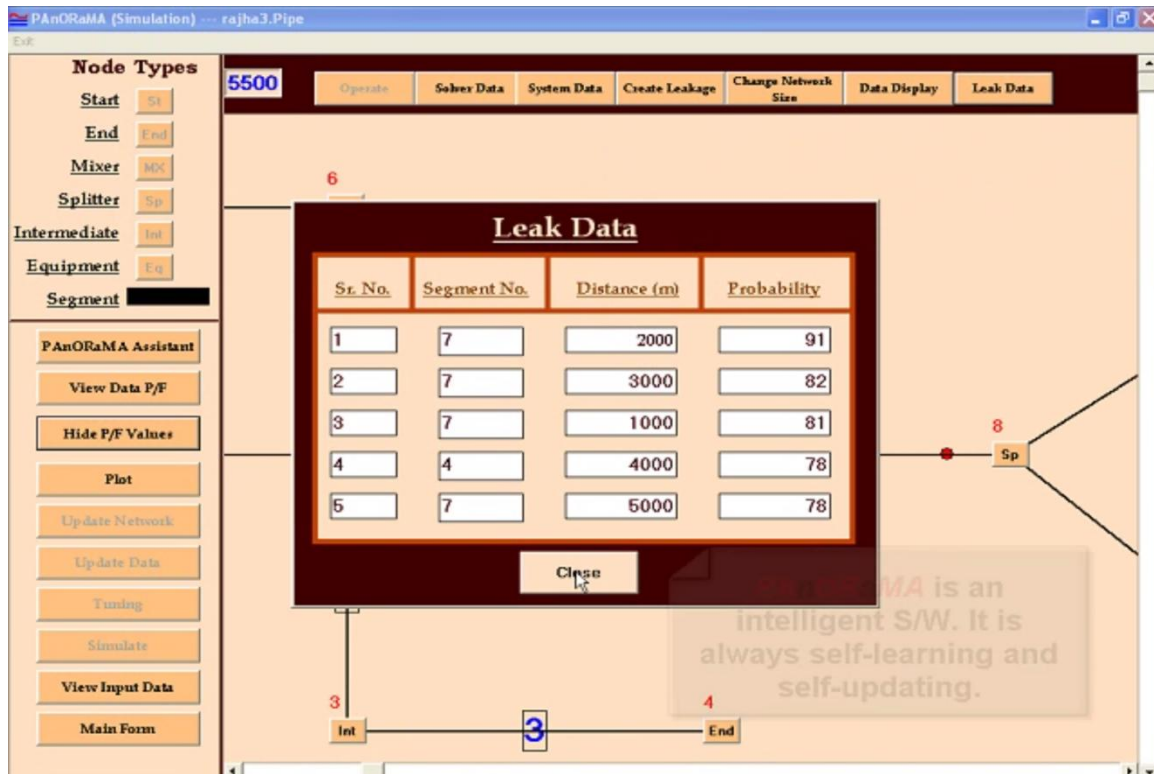 PAnORaMA (Simulation) --- rajha3.Pipe
Exit
Node Types
Start St
End End
Mixer MX
Splitter Sp
Intermediate Int
Equipment Eq
Segment
PAnORaMA Assistant
View Data P/F
Hide P/F Values
Plot
Update Network
Update Data
Tuning
Simulate
View Input Data
Main Form
5500
Operate
Solver Data
System Data
Create Leakage
Change Network
Size
Data Display
Leak Data
6
Leak Data
Sr. No. Segment No. Distance (m) Probability
1 7 2000 91
2 7 3000 82
3 7 1000 81
4 4 4000 78
5 7 5000 78
Close
8
Sp
PAnORaMA is an
intelligent S/W. It is
always self-learning and
self-updating.
3
Int
3
4
End